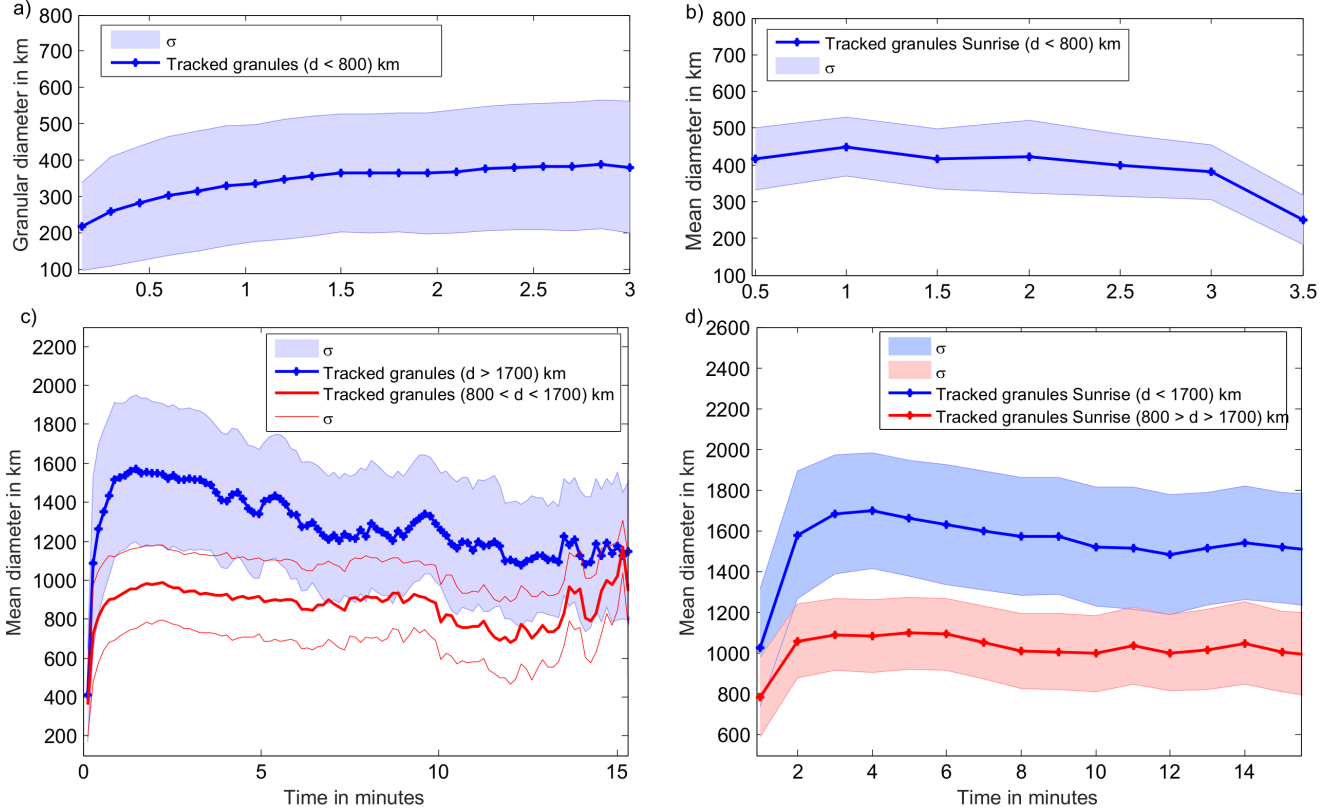 a)
800
700
600
500
400
300
200
100
Granular diameter in km
σ
Tracked granules (d < 800) km
0.5
1
1.5
2
2.5
3
b)
800
700
600
500
400
300
200
100
Mean diameter in km
Tracked granules Sunrise (d < 800) km
σ
0.5
1
1.5
2
2.5
3
3.5
c)
2200
2000
1800
1600
1400
1200
1000
800
600
400
200
Mean diameter in km
σ
Tracked granules (d > 1700) km
Tracked granules (800 < d < 1700) km
σ
0
5
10
15
Time in minutes
d)
2600
2400
2200
2000
1800
1600
1400
1200
1000
800
600
Mean diameter in km
σ
σ
Tracked granules Sunrise (d < 1700) km
Tracked granules Sunrise (800 > d > 1700) km
2
4
6
8
10
12
14
Time in minutes